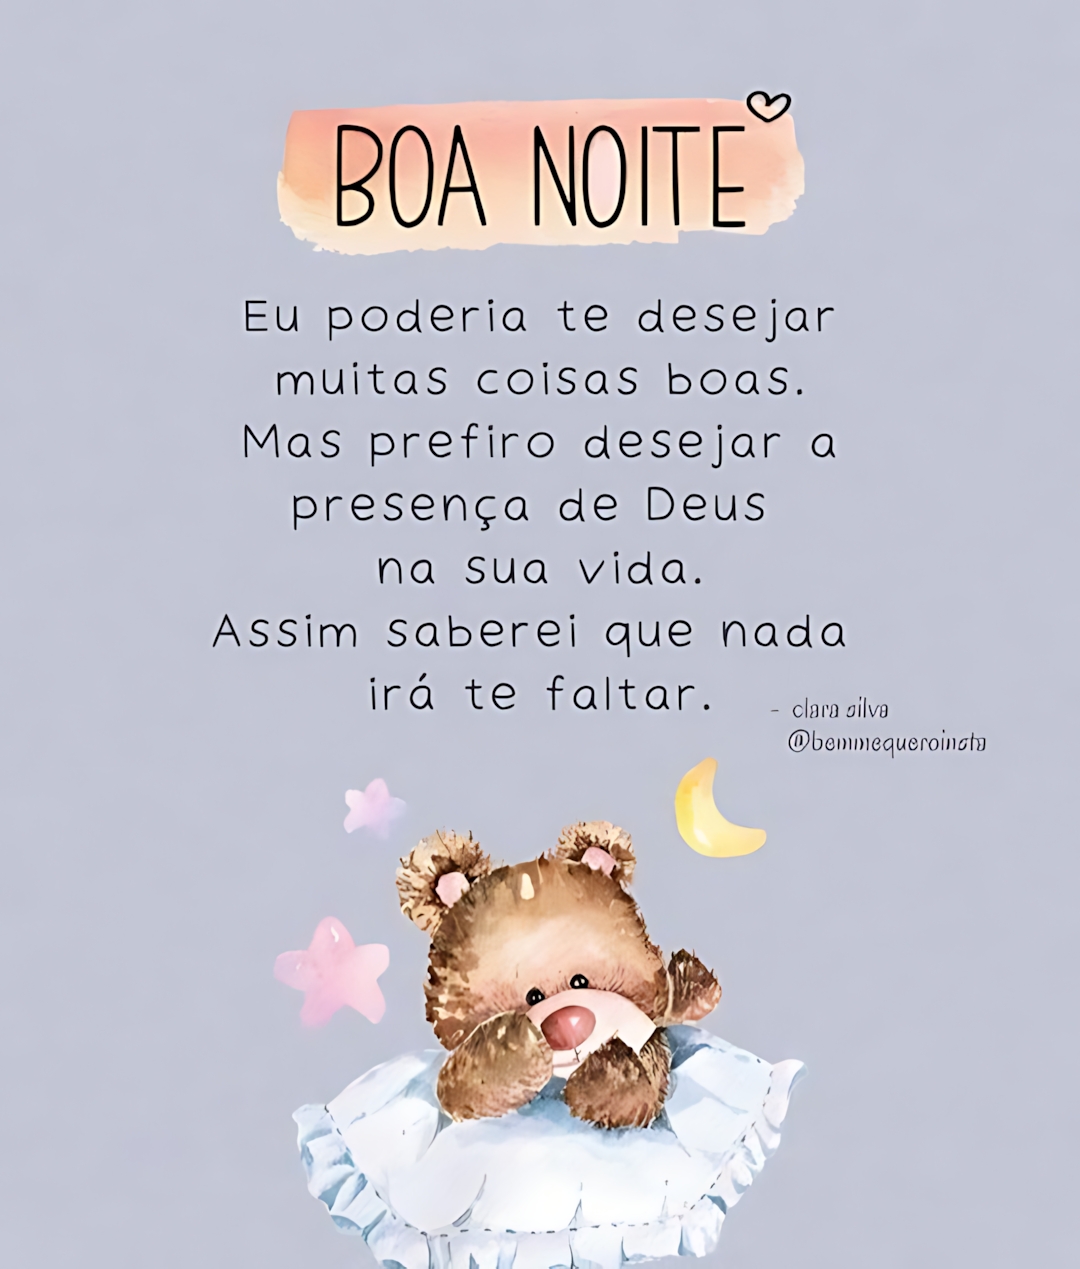 BOA NOITE
Eu poderia te desejar
muitas coisas boas.
Mas prefiro desejar a
presença de Deus
na sua vida.
Assim saberei que nada
irá te faltar.
- clara silva
@bemmequeroinsta